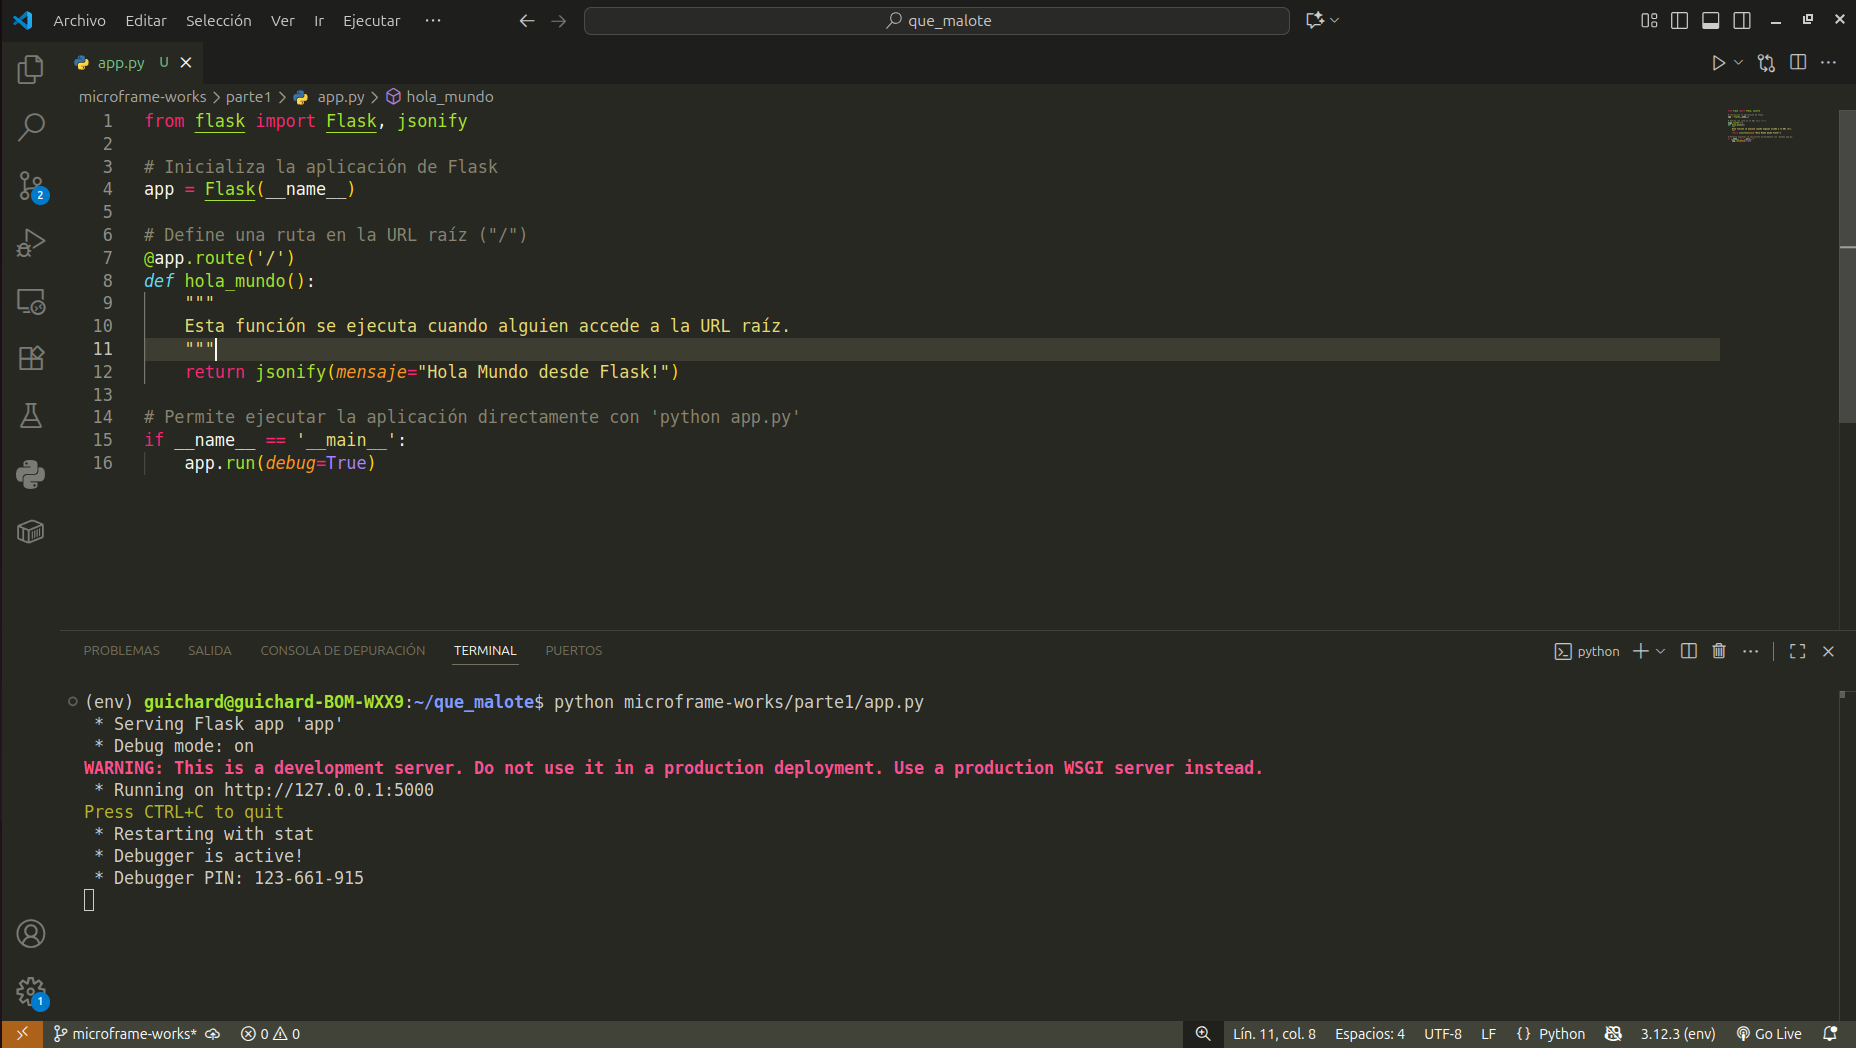 Archivo Editar Selección Ver Ir Ejecutar ··· que_malote
app.py U
microframe-works > parte1 > app.py > hola_mundo
1 from flask import Flask, jsonify
2
3 # Inicializa la aplicación de Flask
4 app = Flask(__name__)
5
6 # Define una ruta en la URL raíz ("/")
7 @app.route('/')
8 def hola_mundo():
9     """
10     Esta función se ejecuta cuando alguien accede a la URL raíz.
11     """
12     return jsonify(mensaje="Hola Mundo desde Flask!")
13
14 # Permite ejecutar la aplicación directamente con 'python app.py'
15 if __name__ == '__main__':
16     app.run(debug=True)
2
PROBLEMAS SALIDA CONSOLA DE DEPURACIÓN TERMINAL PUERTOS python
(env) guichard@guichard-BOM-WXX9:~/que_malote$ python microframe-works/parte1/app.py
 * Serving Flask app 'app'
 * Debug mode: on
WARNING: This is a development server. Do not use it in a production deployment. Use a production WSGI server instead.
 * Running on http://127.0.0.1:5000
Press CTRL+C to quit
 * Restarting with stat
 * Debugger is active!
 * Debugger PIN: 123-661-915
1
microframe-works* 0 0 Lín. 11, col. 8 Espacios: 4 UTF-8 LF {} Python 3.12.3 (env) Go Live